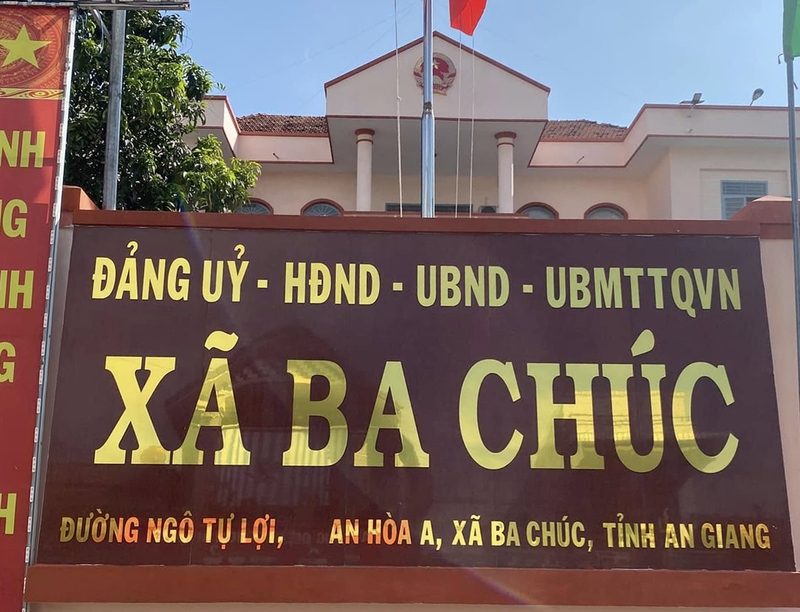 ĐẢNG UỶ - HĐND - UBND - UBMTTQVN
XÃ BA CHÚC
ĐƯỜNG NGÔ TỰ LỢI, AN HÒA A, XÃ BA CHÚC, TỈNH AN GIANG